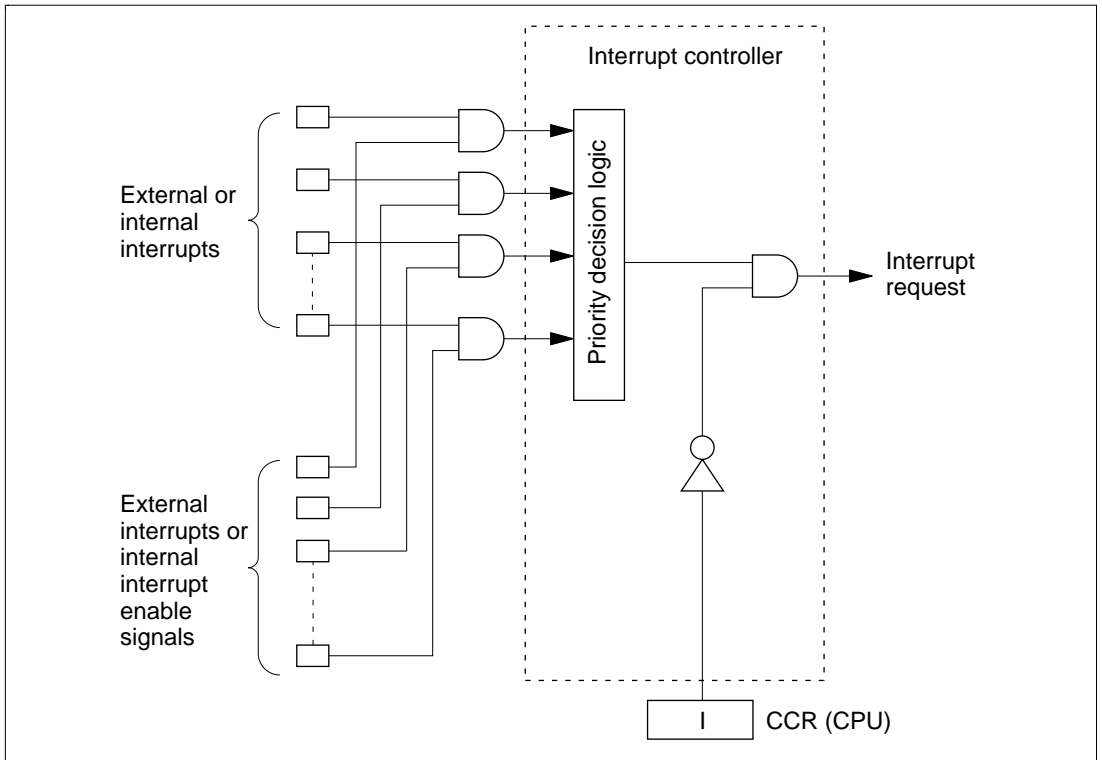 Interrupt controller
External or
internal
interrupts
Priority decision logic
Interrupt
request
External
interrupts or
internal
interrupt
enable
signals
I
CCR (CPU)